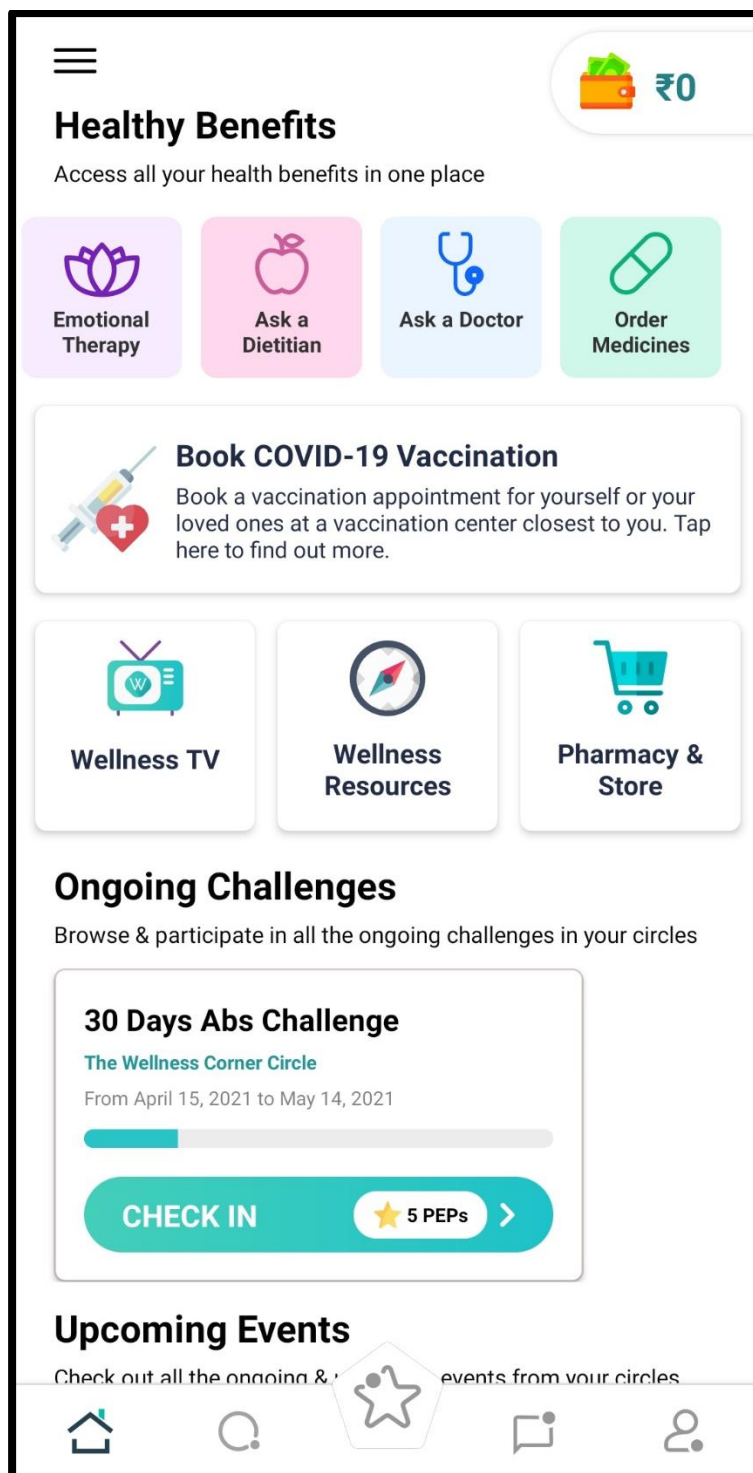 ₹0
Healthy Benefits
Access all your health benefits in one place
Emotional
Therapy
Ask a
Dietitian
Ask a Doctor
Order
Medicines
Book COVID-19 Vaccination
Book a vaccination appointment for yourself or your
loved ones at a vaccination center closest to you. Tap
here to find out more.
W
Wellness TV
Wellness
Resources
Pharmacy &
Store
Ongoing Challenges
Browse & participate in all the ongoing challenges in your circles
30 Days Abs Challenge
The Wellness Corner Circle
From April 15, 2021 to May 14, 2021
CHECK IN
5 PEPs
Upcoming Events
Check out all the ongoing & events from your circles